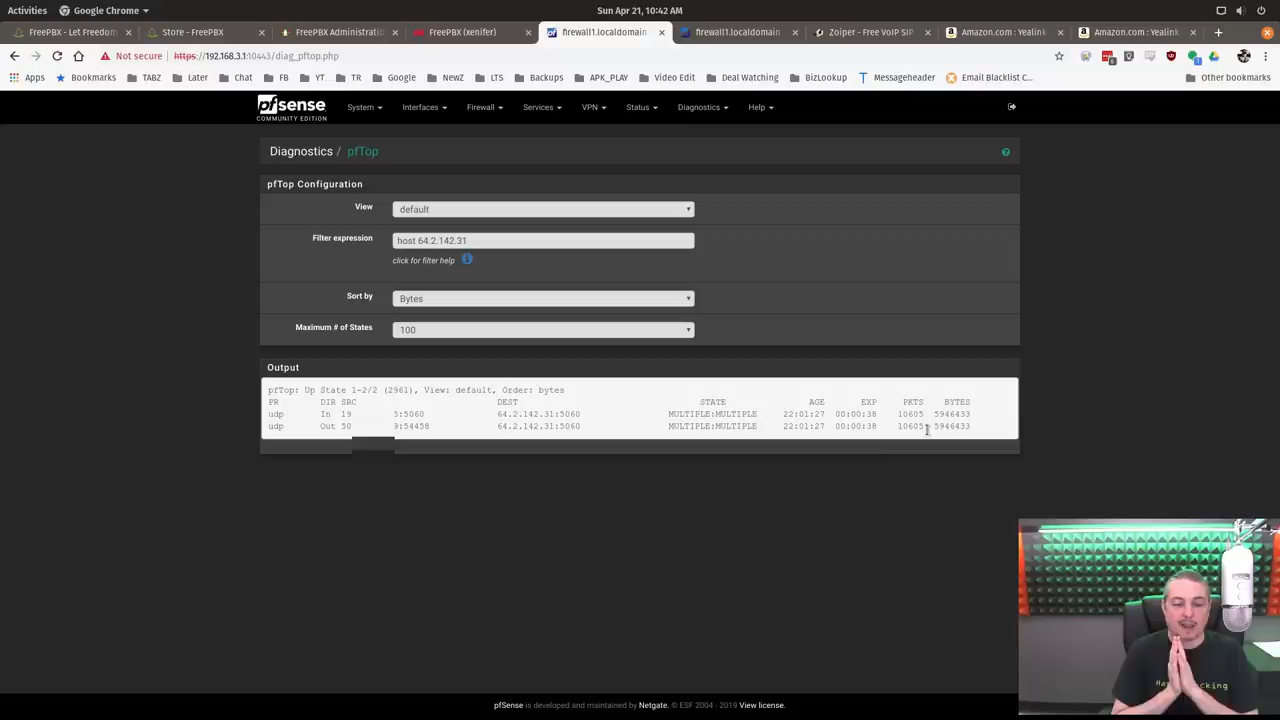 Activities Google Chrome Sun Apr 21, 10:42 AM
FreePBX - Let Freedom Store - FreePBX FreePBX Administrati FreePBX (xenifer) firewall1.localdomain firewall1.localdomain Zoiper - Free VoIP SIP Amazon.com : Yealink Amazon.com : Yealink
Not secure https://192.168.3.1:10443/diag_pftop.php
Apps Bookmarks TABZ Later Chat FB YT TR Google NewZ LTS Backups APK_PLAY Video Edit Deal Watching BizLookup Messageheader Email Blacklist C... Other bookmarks
pfsense System Interfaces Firewall Services VPN Status Diagnostics Help
COMMUNITY EDITION
Diagnostics / pfTop
pfTop Configuration
View default
Filter expression host 64.2.142.31
click for filter help
Sort by Bytes
Maximum # of States 100
Output
pfTop: Up State 1-2/2 (2961), View: default, Order: bytes
PR DIR SRC DEST STATE AGE EXP PKTS BYTES
udp In 19 5:5060 64.2.142.31:5060 MULTIPLE:MULTIPLE 22:01:27 00:00:38 10605 5946433
udp Out 50 9:54458 64.2.142.31:5060 MULTIPLE:MULTIPLE 22:01:27 00:00:38 10605 5946433
pfSense is developed and maintained by Netgate. © ESF 2004 - 2019 View license.